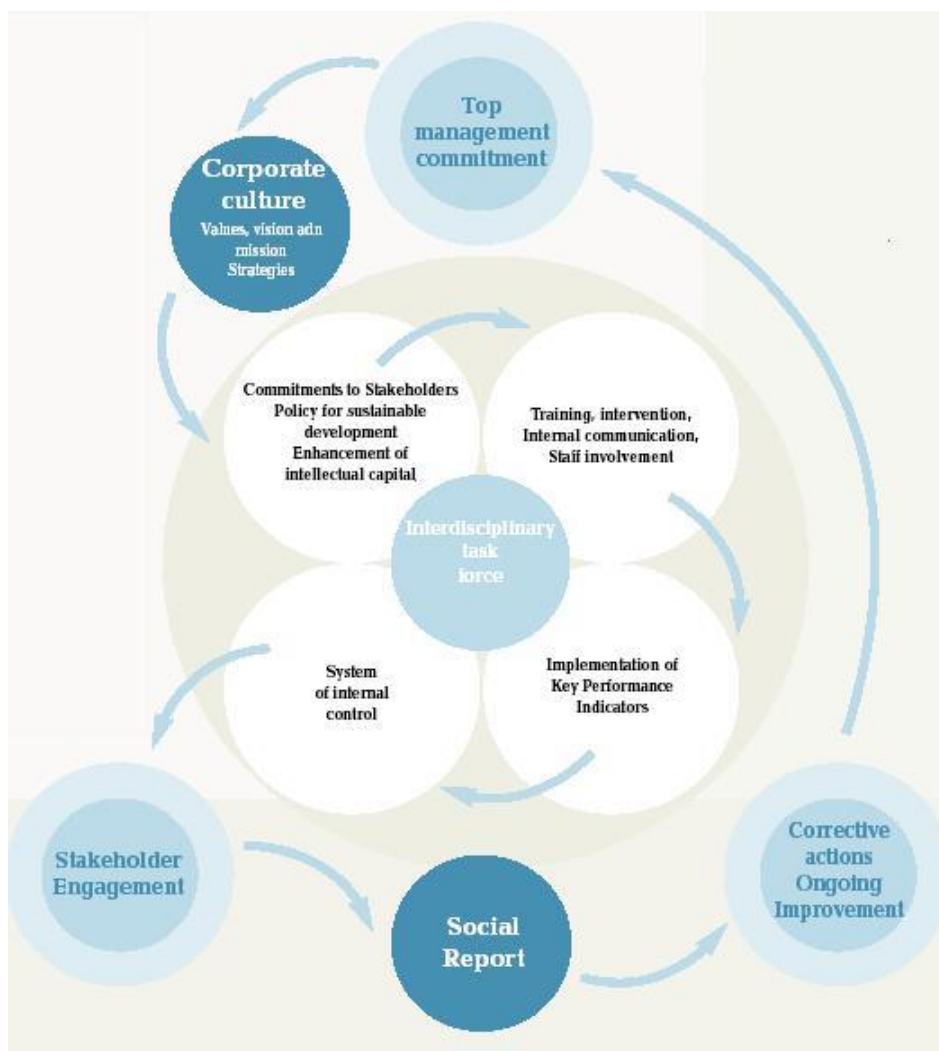 Top
management
commitment
Corporate
culture
Values, vision adn
mission
Strategies
Commitments to Stakeholders
Policy for sustainable
development
Enhancement of
intellectual capital
Training, intervention,
Internal communication,
Staff involvement
Interdisciplinary
task
force
Implementation of
Key Performance
Indicators
System
of internal
control
Stakeholder
Engagement
Social
Report
Corrective
actions
Ongoing
Improvement